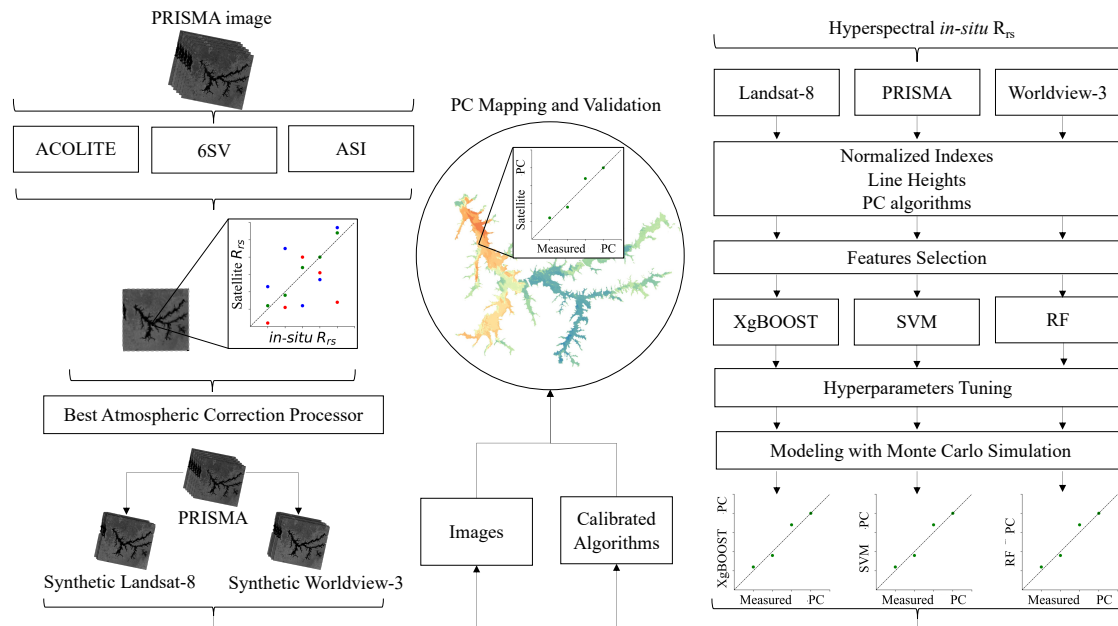 PRISMA image
ACOLITE
6SV
ASI
Satellite Rrs
in-situ Rrs
Best Atmospheric Correction Processor
PRISMA
Synthetic Landsat-8
Synthetic Worldview-3
PC Mapping and Validation
Satellite PC
Measured PC
Images
Calibrated
Algorithms
Hyperspectral in-situ Rrs
Landsat-8
PRISMA
Worldview-3
Normalized Indexes
Line Heights
PC algorithms
Features Selection
XgBOOST
SVM
RF
Hyperparameters Tuning
Modeling with Monte Carlo Simulation
XgBOOST PC
Measured PC
SVM PC
Measured PC
RF PC
Measured PC